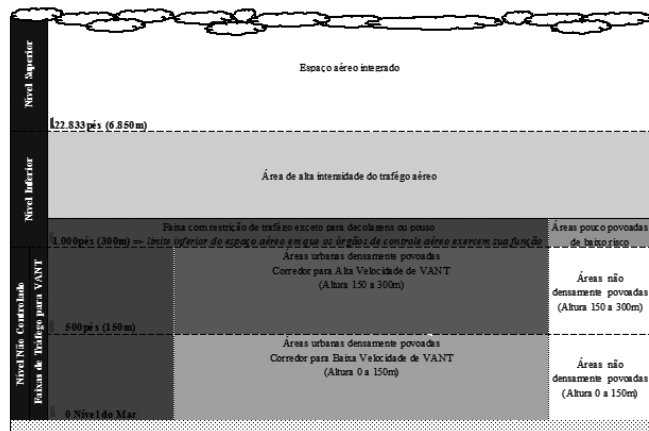 Nível Superior
Espaço aéreo integrado
22.833pés (6.850m)
Nível Inferior
Área de alta intensidade do trafégo aéreo
Faixa com restrição de trafego exceto para decolagens ou pouso
1.000pés (300m) => limite inferior do espaço aéreo em que os órgãos de controle aéreo exercem sua função
Áreas pouco povoadas
de baixo risco
Nível Não Controlado
Faixas de Tráfego para VANT
Áreas urbanas densamente povoadas
Corredor para Alta Velocidade de VANT
(Altura 150 a 300m)
Áreas não
densamente povoadas
(Altura 150 a 300m)
500pés (150m)
Áreas urbanas densamente povoadas
Corredor para Baixa Velocidade de VANT
(Altura 0 a 150m)
Áreas não
densamente povoadas
(Altura 0 a 150m)
0 Nível do Mar